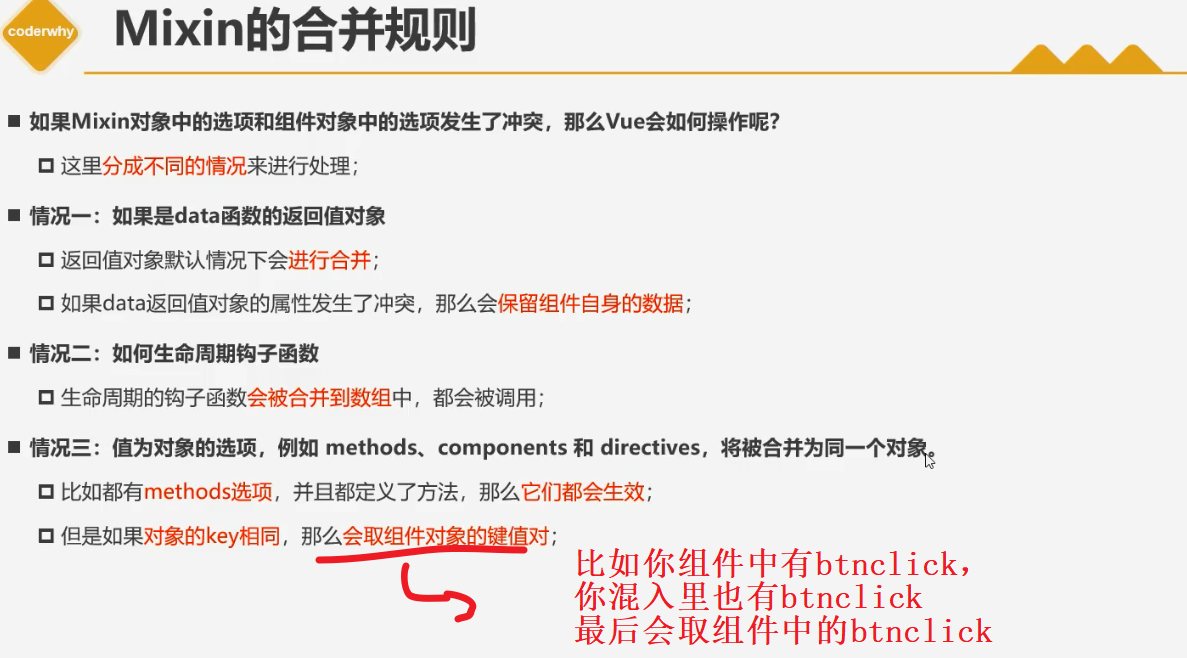 coderwhy
Mixin的合并规则
如果Mixin对象中的选项和组件对象中的选项发生了冲突，那么Vue会如何操作呢？
这里分成不同的情况来进行处理；
情况一：如果是data函数的返回值对象
返回值对象默认情况下会进行合并；
如果data返回值对象的属性发生了冲突，那么会保留组件自身的数据；
情况二：如何生命周期钩子函数
生命周期的钩子函数会被合并到数组中，都会被调用；
情况三：值为对象的选项，例如 methods、components 和 directives，将被合并为同一个对象。
比如都有methods选项，并且都定义了方法，那么它们都会生效；
但是如果对象的key相同，那么会取组件对象的键值对；
比如你组件中有btnclick，
你混入里也有btnclick
最后会取组件中的btnclick